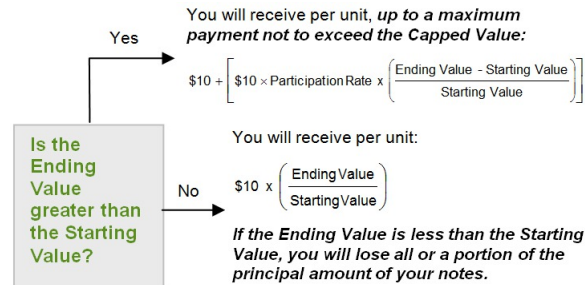 You will receive per unit, up to a maximum
payment not to exceed the Capped Value:
Yes
$10 + [ $10 × Participation Rate x ( Ending Value - Starting Value / Starting Value ) ]
Is the
Ending
Value
greater than
the Starting
Value?
You will receive per unit:
No
$10 x ( Ending Value / Starting Value )
If the Ending Value is less than the Starting
Value, you will lose all or a portion of the
principal amount of your notes.